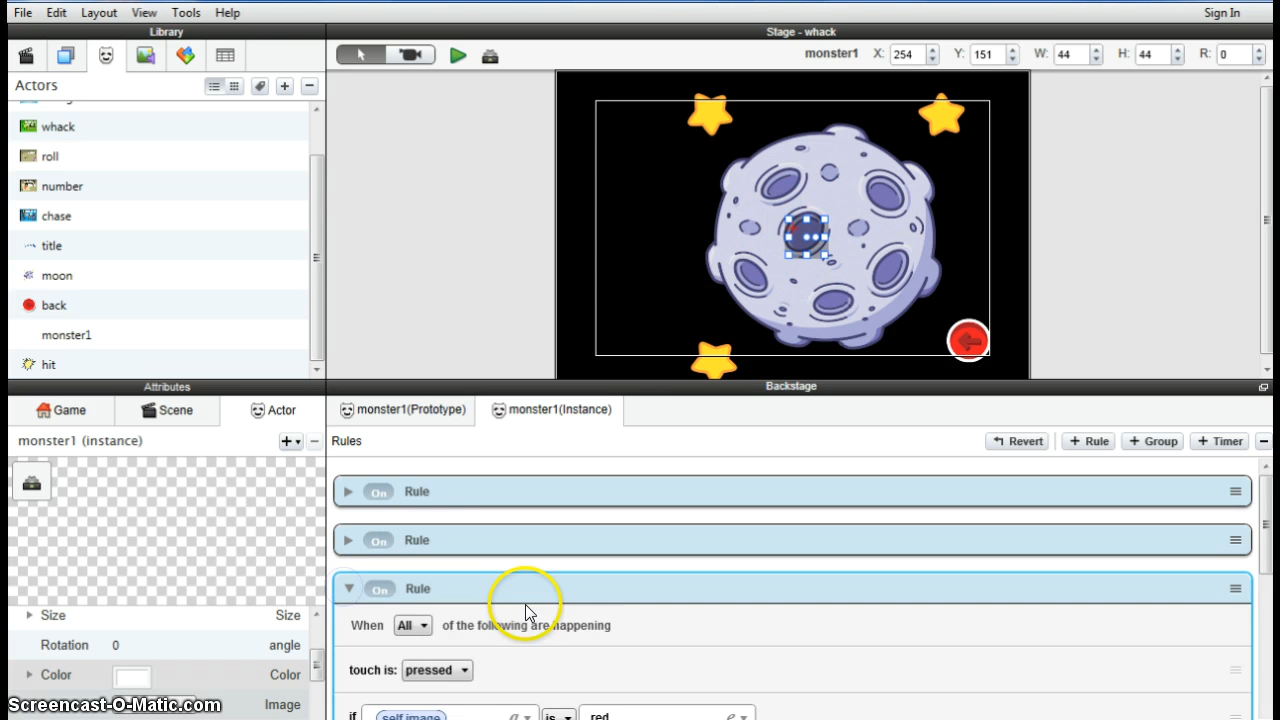 File Edit Layout View Tools Help Sign In
Library Stage - whack
monster1 X: 254 Y: 151 W: 44 H: 44 R: 0
Actors
whack
roll
number
chase
title
moon
back
monster1
hit
Attributes Backstage
Game Scene Actor monster1(Prototype) monster1(Instance)
monster1 (instance) Rules Revert + Rule + Group + Timer
On Rule
On Rule
On Rule
Size Size
When All of the following are happening
Rotation 0 angle
touch is: pressed
Color Color
Screencast-O-Matic.com Image
if self.image is red